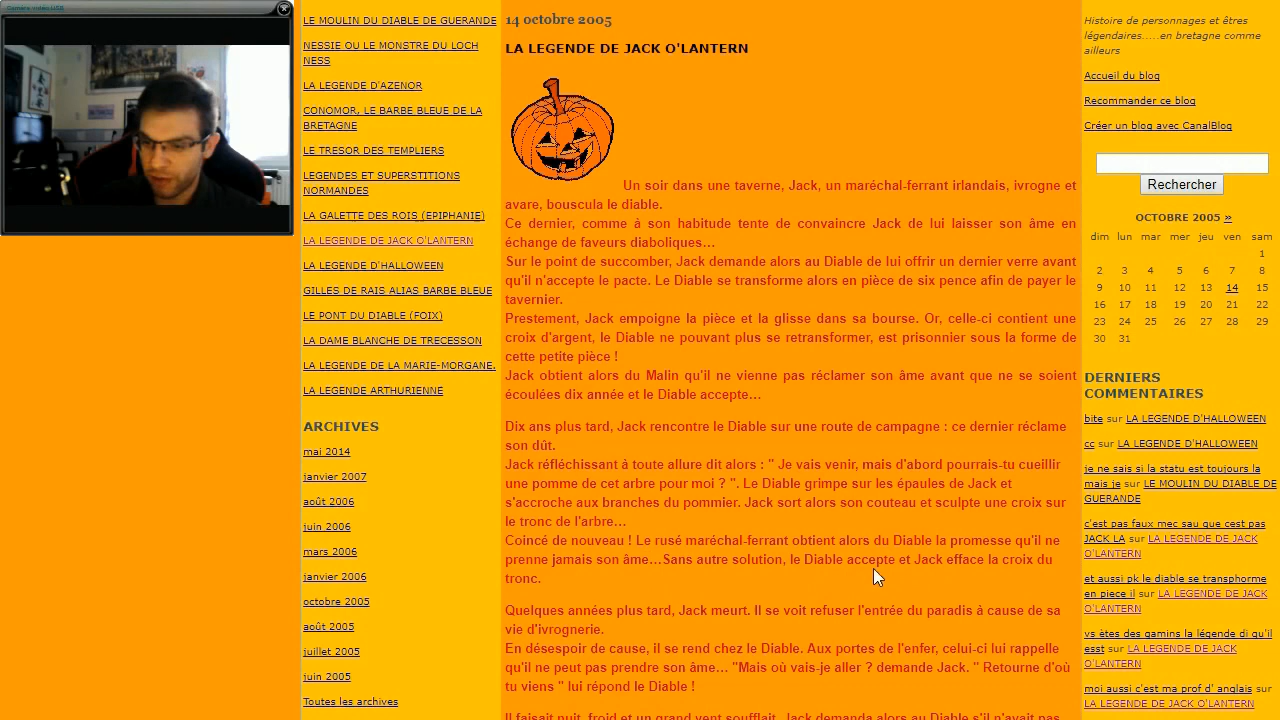 Caméra vidéo USB
LE MOULIN DU DIABLE DE GUERANDE
NESSIE OU LE MONSTRE DU LOCH
NESS
LA LEGENDE D'AZENOR
CONOMOR, LE BARBE BLEUE DE LA
BRETAGNE
LE TRESOR DES TEMPLIERS
LEGENDES ET SUPERSTITIONS
NORMANDES
LA GALETTE DES ROIS (EPIPHANIE)
LA LEGENDE DE JACK O'LANTERN
LA LEGENDE D'HALLOWEEN
GILLES DE RAIS ALIAS BARBE BLEUE
LE PONT DU DIABLE (FOIX)
LA DAME BLANCHE DE TRECESSON
LA LEGENDE DE LA MARIE-MORGANE.
LA LEGENDE ARTHURIENNE
ARCHIVES
mai 2014
janvier 2007
août 2006
juin 2006
mars 2006
janvier 2006
octobre 2005
août 2005
juillet 2005
juin 2005
Toutes les archives
14 octobre 2005
LA LEGENDE DE JACK O'LANTERN
Un soir dans une taverne, Jack, un maréchal-ferrant irlandais, ivrogne et
avare, bouscula le diable.
Ce dernier, comme à son habitude tente de convaincre Jack de lui laisser son âme en
échange de faveurs diaboliques...
Sur le point de succomber, Jack demande alors au Diable de lui offrir un dernier verre avant
qu'il n'accepte le pacte. Le Diable se transforme alors en pièce de six pence afin de payer le
tavernier.
Prestement, Jack empoigne la pièce et la glisse dans sa bourse. Or, celle-ci contient une
croix d'argent, le Diable ne pouvant plus se retransformer, est prisonnier sous la forme de
cette petite pièce !
Jack obtient alors du Malin qu'il ne vienne pas réclamer son âme avant que ne se soient
écoulées dix année et le Diable accepte...
Dix ans plus tard, Jack rencontre le Diable sur une route de campagne : ce dernier réclame
son dût.
Jack réfléchissant à toute allure dit alors : " Je vais venir, mais d'abord pourrais-tu cueillir
une pomme de cet arbre pour moi ? ". Le Diable grimpe sur les épaules de Jack et
s'accroche aux branches du pommier. Jack sort alors son couteau et sculpte une croix sur
le tronc de l'arbre...
Coincé de nouveau ! Le rusé maréchal-ferrant obtient alors du Diable la promesse qu'il ne
prenne jamais son âme...Sans autre solution, le Diable accepte et Jack efface la croix du
tronc.
Quelques années plus tard, Jack meurt. Il se voit refuser l'entrée du paradis à cause de sa
vie d'ivrognerie.
En désespoir de cause, il se rend chez le Diable. Aux portes de l'enfer, celui-ci lui rappelle
qu'il ne peut pas prendre son âme... "Mais où vais-je aller ? demande Jack. " Retourne d'où
tu viens " lui répond le Diable !
Il faisait nuit, froid et un grand vent soufflait. Jack demanda alors au Diable s'il n'avait pas
Histoire de personnages et êtres
légendaires.....en bretagne comme
ailleurs
Accueil du blog
Recommander ce blog
Créer un blog avec CanalBlog
Rechercher
OCTOBRE 2005 »
dim lun mar mer jeu ven sam
1
2 3 4 5 6 7 8
9 10 11 12 13 14 15
16 17 18 19 20 21 22
23 24 25 26 27 28 29
30 31
DERNIERS
COMMENTAIRES
bite sur LA LEGENDE D'HALLOWEEN
cc sur LA LEGENDE D'HALLOWEEN
je ne sais si la statu est toujours la
mais je sur LE MOULIN DU DIABLE DE
GUERANDE
c'est pas faux mec sau que cest pas
JACK LA sur LA LEGENDE DE JACK
O'LANTERN
et aussi pk le diable se transphorme
en piece il sur LA LEGENDE DE JACK
O'LANTERN
vs ètes des gamins la légende di qu'il
esst sur LA LEGENDE DE JACK
O'LANTERN
moi aussi c'est ma prof d' anglais sur
LA LEGENDE DE JACK O'LANTERN